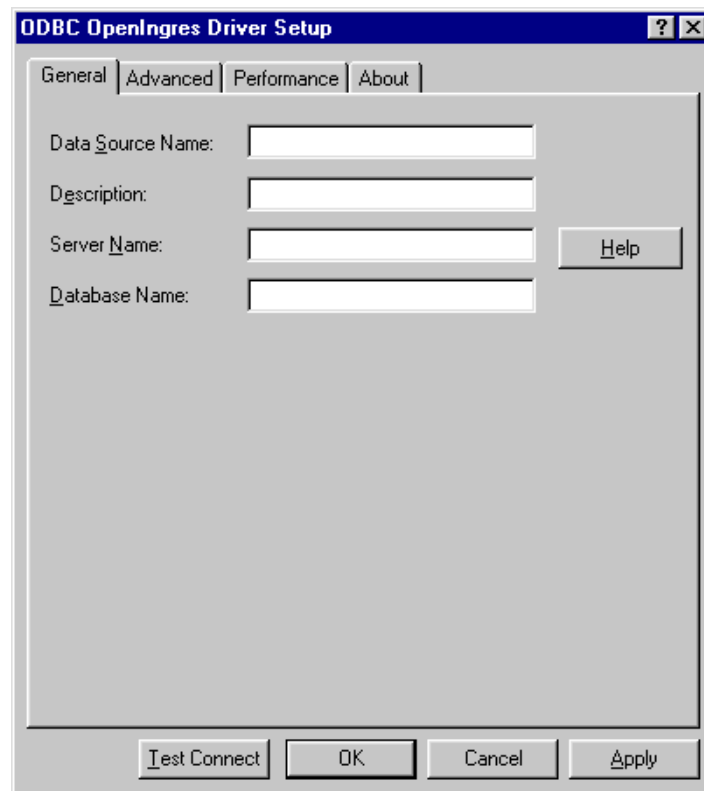 ODBC OpenIngres Driver Setup
General Advanced Performance About
Data Source Name:
Description:
Server Name:
Help
Database Name:
Test Connect OK Cancel Apply